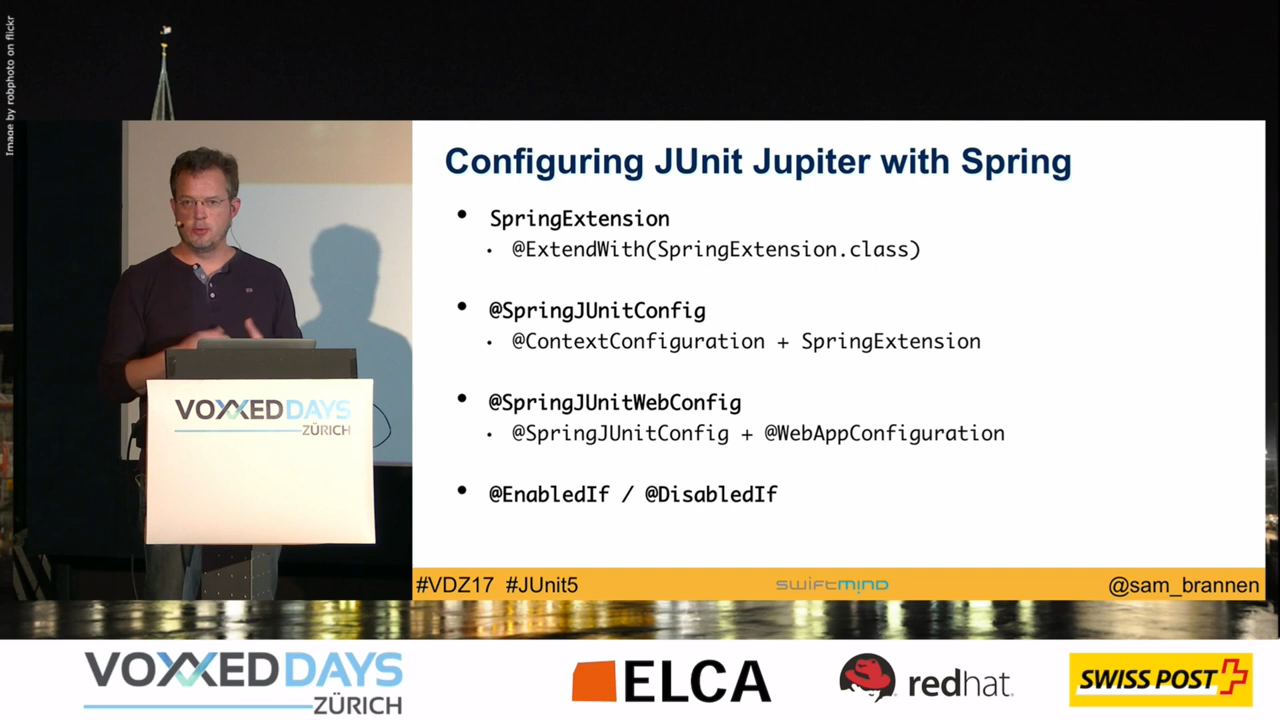 Image by robphoto on flickr
Configuring JUnit Jupiter with Spring
• SpringExtension
• @ExtendWith(SpringExtension.class)
• @SpringJUnitConfig
• @ContextConfiguration + SpringExtension
• @SpringJUnitWebConfig
• @SpringJUnitConfig + @WebAppConfiguration
• @EnabledIf / @DisabledIf
VOXXED DAYS
ZÜRICH
#VDZ17 #JUnit5 swiftmind @sam_brannen
VOXXED DAYS
ZÜRICH
ELCA
redhat.
SWISS POST